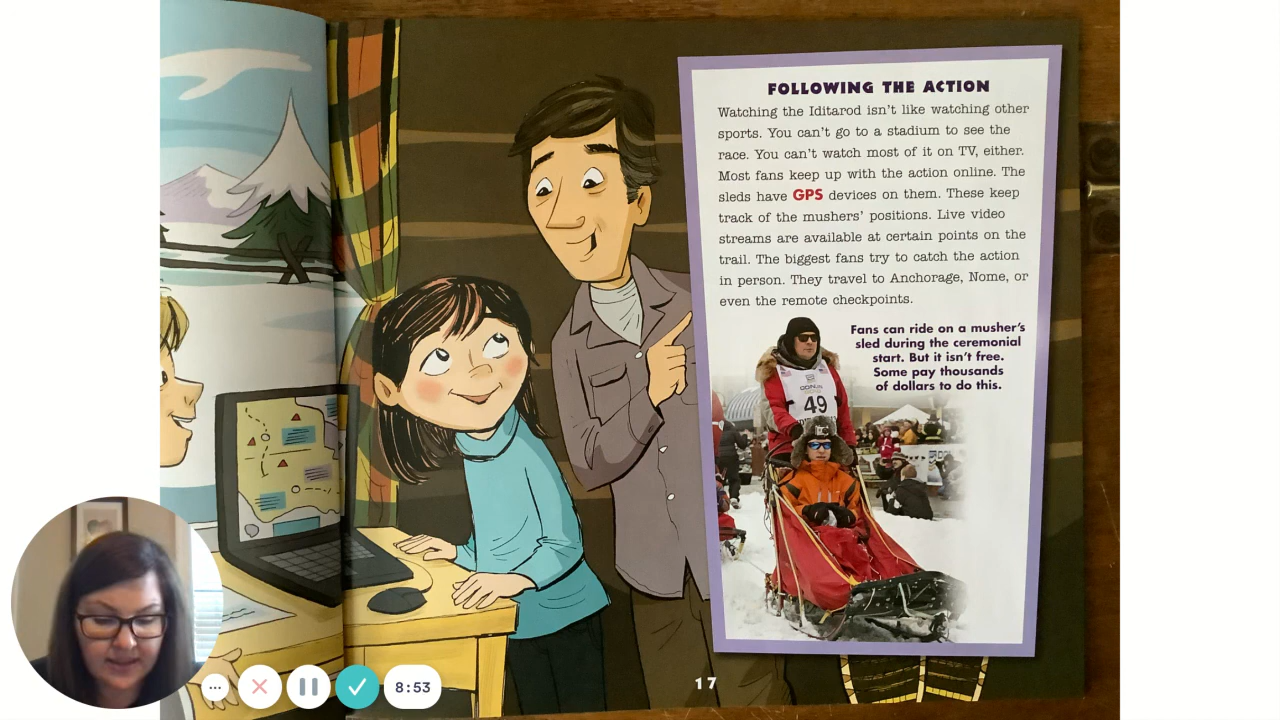 FOLLOWING THE ACTION
Watching the Iditarod isn't like watching other
sports. You can't go to a stadium to see the
race. You can't watch most of it on TV, either.
Most fans keep up with the action online. The
sleds have GPS devices on them. These keep
track of the mushers' positions. Live video
streams are available at certain points on the
trail. The biggest fans try to catch the action
in person. They travel to Anchorage, Nome, or
even the remote checkpoints.
Fans can ride on a musher's
sled during the ceremonial
start. But it isn't free.
Some pay thousands
of dollars to do this.
49
17
8:53